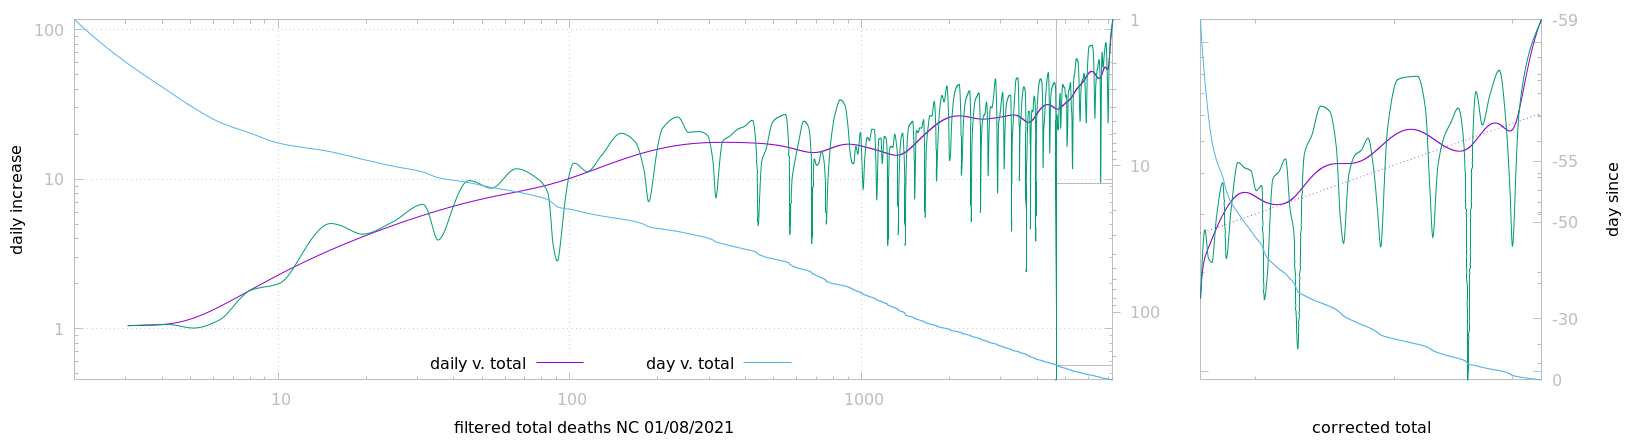 daily increase
100
10
1
10
100
1000
1
10
100
daily v. total
day v. total
filtered total deaths NC 01/08/2021
-59
-55
-50
-30
0
day since
corrected total